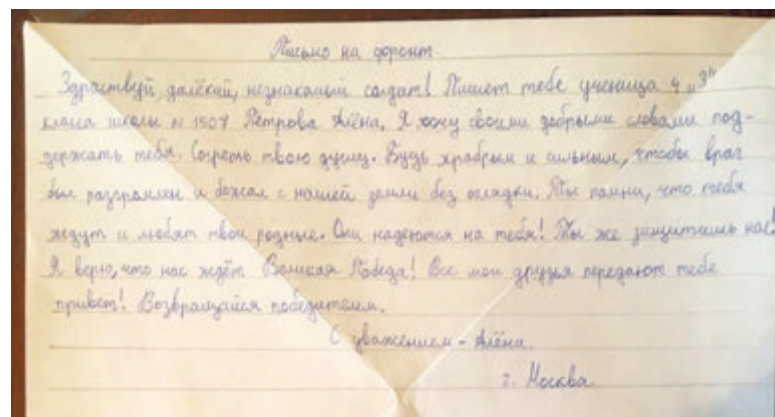 Письмо на фронт
Здраствуй, далёкий, незнакомый солдат! Пишет тебе ученица 4 "З"
класа школы № 1507 Петрова Алёна. Я хочу своими добрыми словами под-
держать тебя. Согреть твою душу. Будь храбрым и сильным, чтобы враг
был разгромлен и бежал с нашей земли без оглядки. Ты помни, что тебя
ждут и любят твои родные. Они надеются на тебя! Ты же защитишь нас!
Я верю, что нас ждёт Великая Победа! Все мои друзья передают тебе
привет! Возвращайся победителем.
С уважением - Алёна.
г. Москва